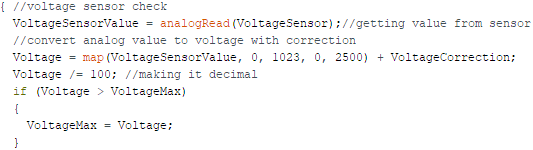 { //voltage sensor check
VoltageSensorValue = analogRead(VoltageSensor);//getting value from sensor
//convert analog value to voltage with correction
Voltage = map(VoltageSensorValue, 0, 1023, 0, 2500) + VoltageCorrection;
Voltage /= 100; //making it decimal
if (Voltage > VoltageMax)
{
VoltageMax = Voltage;
}